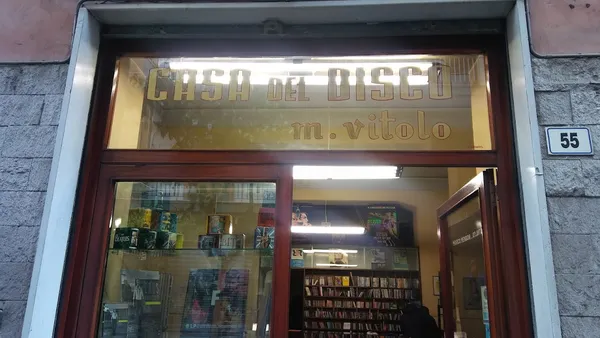 CASA DEL DISCO
m. vitolo
55